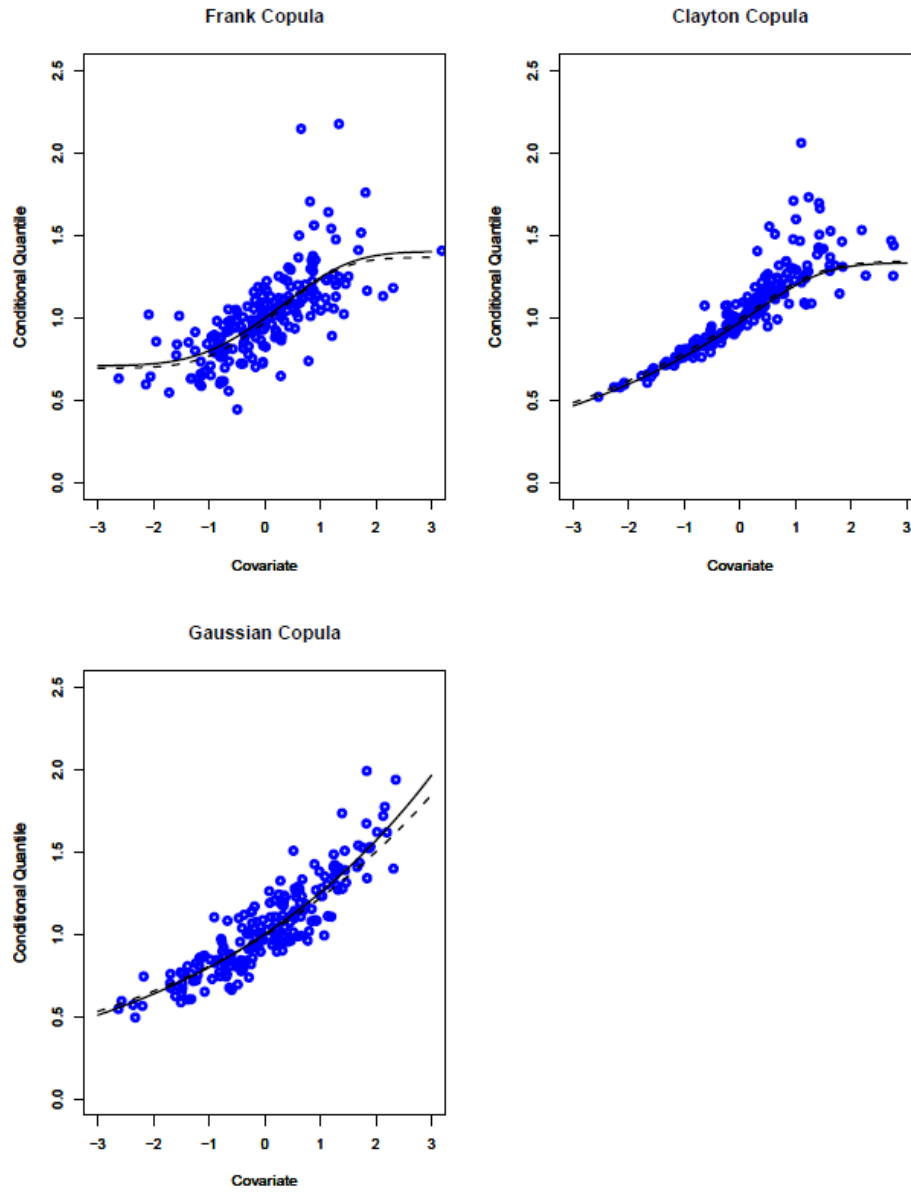 Frank Copula
Conditional Quantile
2.5
2.0
1.5
1.0
0.5
0.0
−3 −2 −1 0 1 2 3
Covariate
Clayton Copula
Conditional Quantile
2.5
2.0
1.5
1.0
0.5
0.0
−3 −2 −1 0 1 2 3
Covariate
Gaussian Copula
Conditional Quantile
2.5
2.0
1.5
1.0
0.5
0.0
−3 −2 −1 0 1 2 3
Covariate